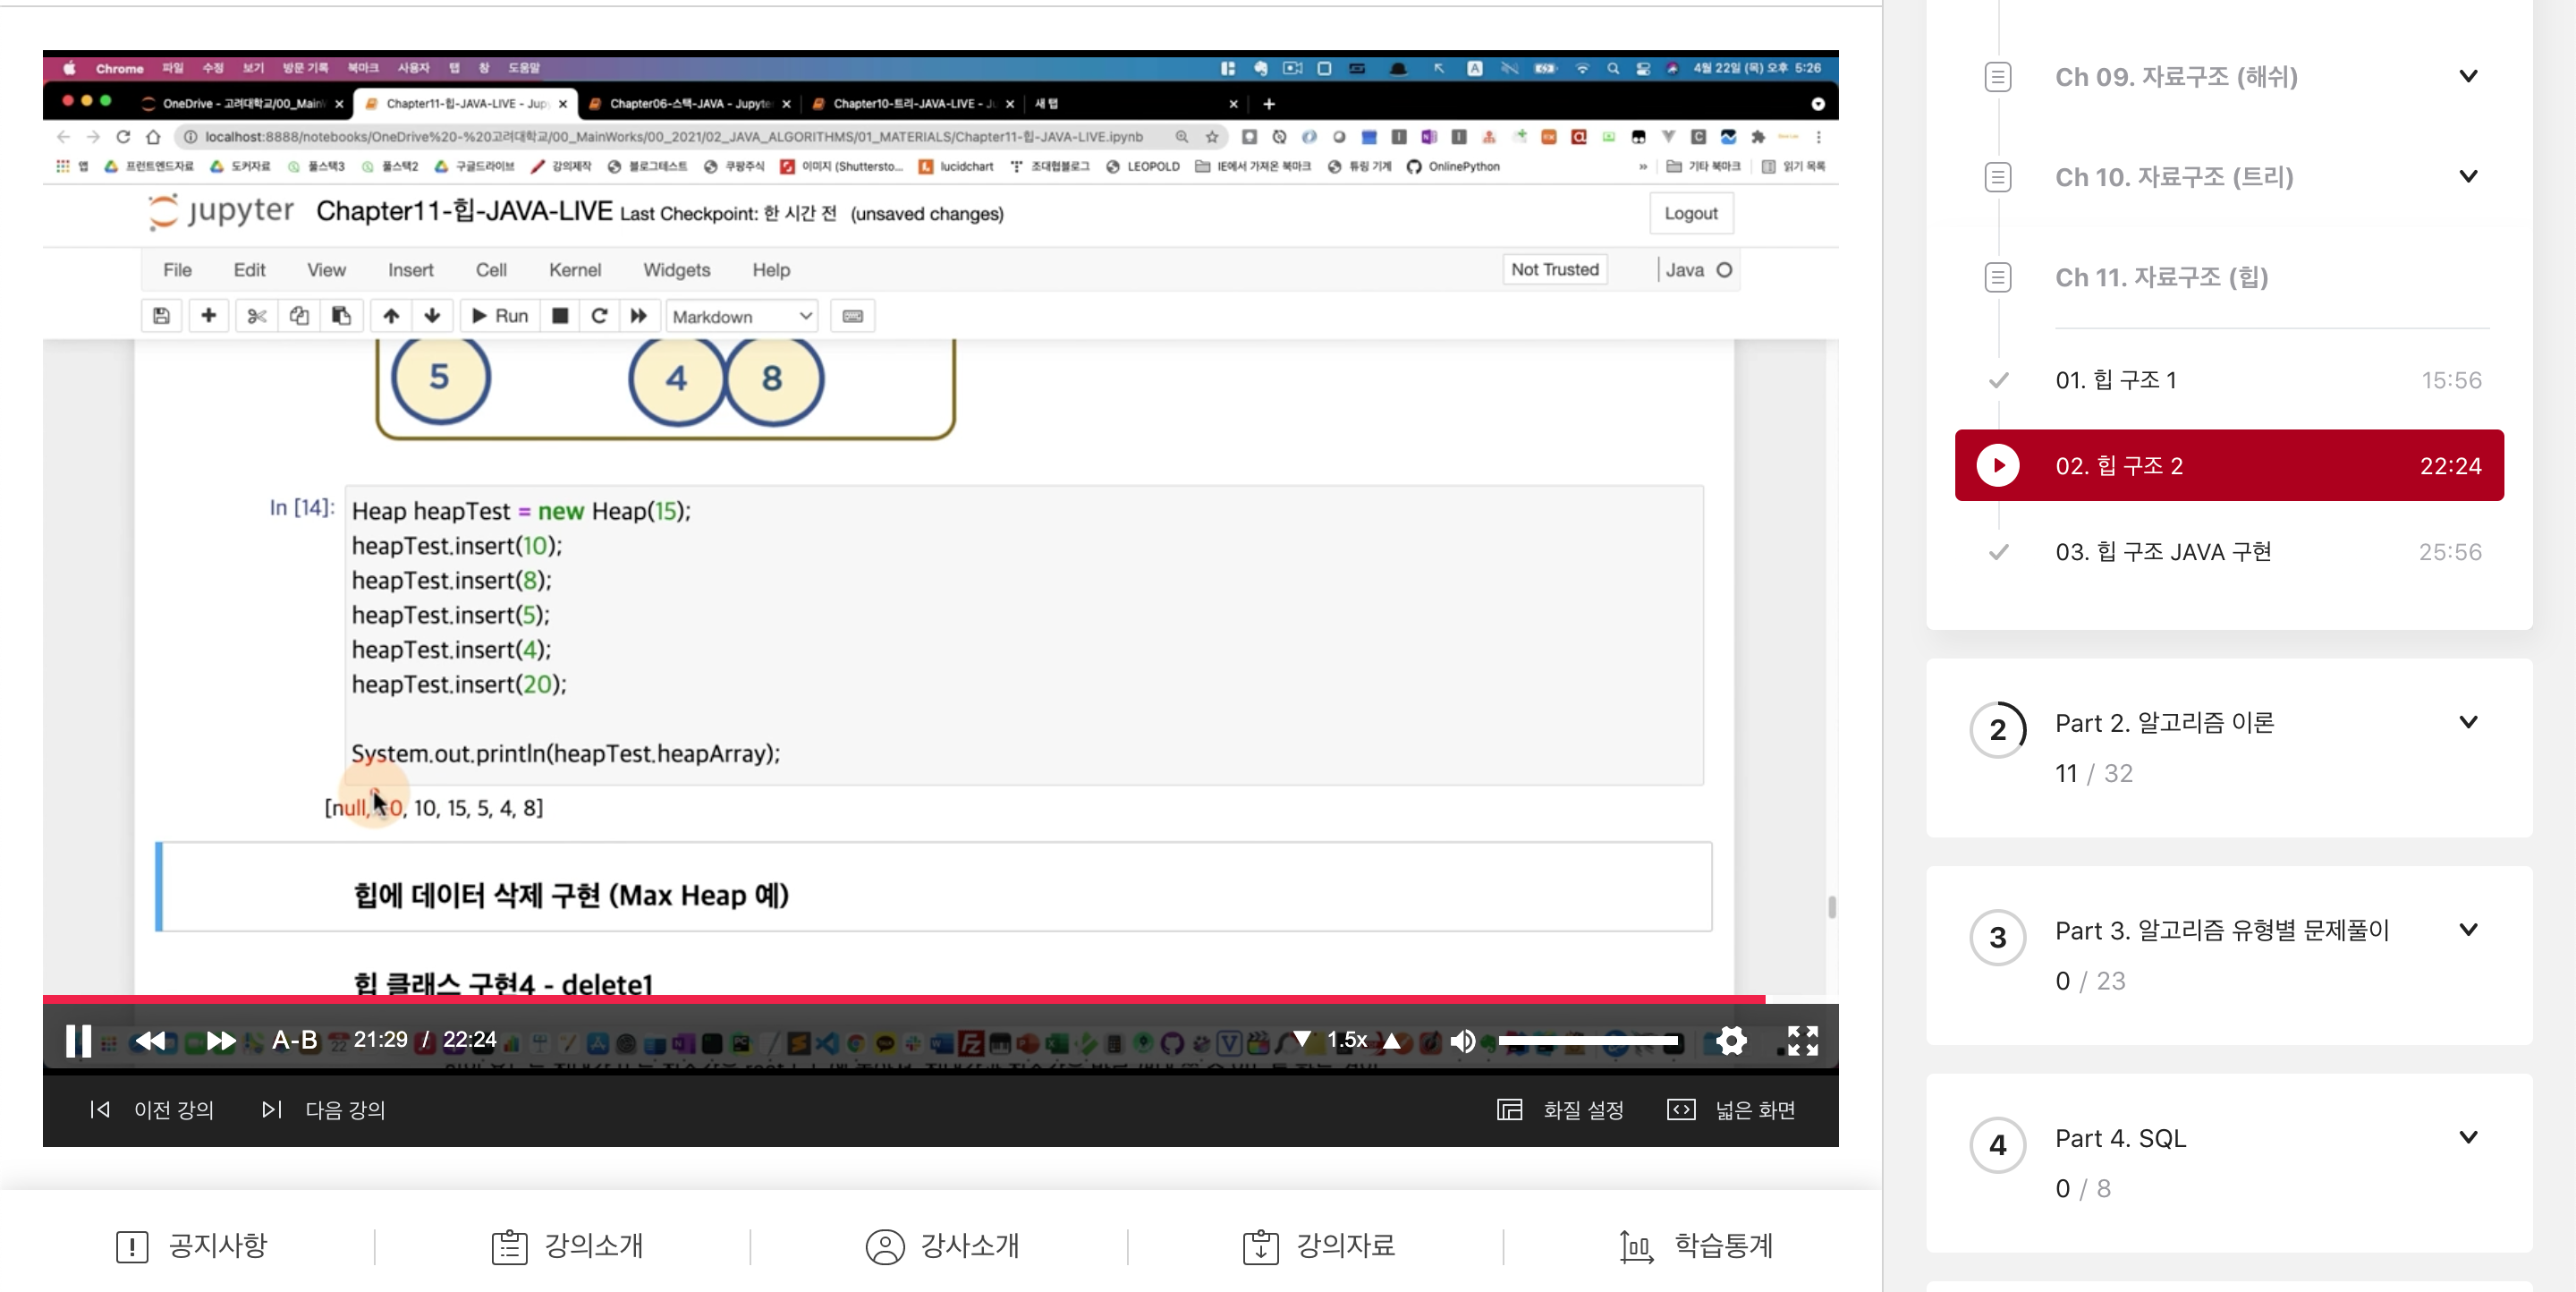 Chrome 파일 수정 보기 방문 기록 북마크 사용자 탭 창 도움말 4월 22일 (목) 오후 5:26
OneDrive - 고려대학교/00_Main Chapter11-힙-JAVA-LIVE - Jup Chapter06-스택-JAVA - Jupyte Chapter10-트리-JAVA-LIVE - J 새 탭
localhost:8888/notebooks/OneDrive%20-%20고려대학교/00_MainWorks/00_2021/02_JAVA_ALGORITHMS/01_MATERIALS/Chapter11-힙-JAVA-LIVE.ipynb
앱 프런트엔드자료 도커자료 풀스택3 풀스택2 구글드라이브 강의제작 블로그테스트 쿠팡주식 이미지 (Shuttersto... lucidchart 조대협블로그 LEOPOLD IE에서 가져온 북마크 튜링 기계 OnlinePython » 기타 북마크 읽기 목록
jupyter Chapter11-힙-JAVA-LIVE Last Checkpoint: 한 시간 전 (unsaved changes) Logout
File Edit View Insert Cell Kernel Widgets Help Not Trusted Java
Run Markdown
5 4 8
In [14]: Heap heapTest = new Heap(15);
heapTest.insert(10);
heapTest.insert(8);
heapTest.insert(5);
heapTest.insert(4);
heapTest.insert(20);
System.out.println(heapTest.heapArray);
[null, 0, 10, 15, 5, 4, 8]
힙에 데이터 삭제 구현 (Max Heap 예)
힙 클래스 구현4 - delete1
A-B 21:29 / 22:24 1.5x
이전 강의 다음 강의 화질 설정 넓은 화면
공지사항 강의소개 강사소개 강의자료 학습통계
Ch 09. 자료구조 (해쉬)
Ch 10. 자료구조 (트리)
Ch 11. 자료구조 (힙)
01. 힙 구조 1 15:56
02. 힙 구조 2 22:24
03. 힙 구조 JAVA 구현 25:56
2 Part 2. 알고리즘 이론
11 / 32
3 Part 3. 알고리즘 유형별 문제풀이
0 / 23
4 Part 4. SQL
0 / 8